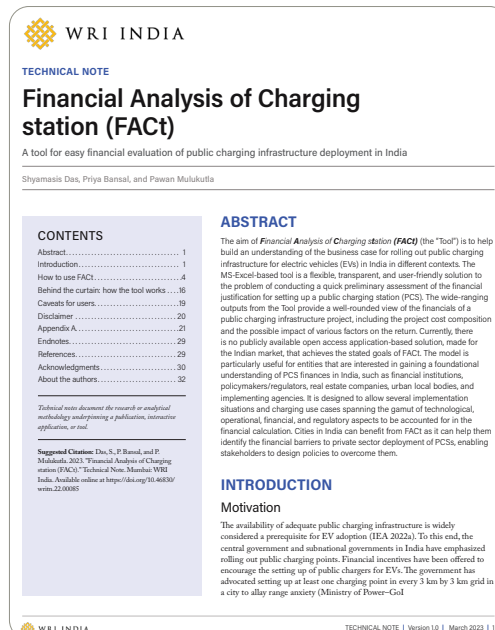 WRI INDIA
TECHNICAL NOTE
Financial Analysis of Charging
station (FACt)
A tool for easy financial evaluation of public charging infrastructure deployment in India
Shyamasis Das, Priya Bansal, and Pawan Mulukutla
CONTENTS
Abstract.................................. 1
Introduction.............................. 1
How to use FACt..........................4
Behind the curtain: how the tool works ....16
Caveats for users..........................19
Disclaimer ...............................20
Appendix A................................21
Endnotes.................................29
References................................29
Acknowledgments .........................30
About the authors.........................32
Technical note document the research or analytical
methodology underpinning a publication, interactive
application, or tool.
Suggested Citation: Das, S., P. Bansal, and P.
Mulukutla. 2023. "Financial Analysis of Charging
station (FACt)." Technical Note. Mumbai: WRI
India. Available online at https://doi.org/10.46830/
writn.22.00085
ABSTRACT
The aim of Financial Analysis of Charging station (FACt) (the "Tool") is to help
build an understanding of the business case for rolling out public charging
infrastructure for electric vehicles (EVs) in India in different contexts. The
MS-Excel-based tool is a flexible, transparent, and user-friendly solution to
the problem of conducting a quick preliminary assessment of the financial
justification for setting up a public charging station (PCS). The wide-ranging
outputs from the Tool provide a well-rounded view of the financials of a
public charging infrastructure project, including the project cost composition
and the possible impact of various factors on the return. Currently, there
is no publicly available open access application-based solution, made for
the Indian market, that achieves the stated goals of FACt. The model is
particularly useful for entities that are interested in gaining a foundational
understanding of PCS finances in India, such as financial institutions,
policymakers/regulators, real estate companies, urban local bodies, and
implementing agencies. It is designed to allow several implementation
situations and charging use cases spanning the gamut of technological,
operational, financial, and regulatory aspects to be accounted for in the
financial calculation. Cities in India can benefit from FACt as it can help them
identify the financial barriers to private sector deployment of PCSs, enabling
stakeholders to design policies to overcome them.
INTRODUCTION
Motivation
The availability of adequate public charging infrastructure is widely
considered a prerequisite for EV adoption (IEA 2022a). To this end, the
central government and subnational governments in India have emphasized
rolling out public charging points. Financial incentives have been offered to
encourage the setting up of public chargers for EVs. The government has
advocated setting up at least one charging point in every 3 km by 3 km grid in
a city to allay range anxiety (Ministry of Power–GoI
WRI INDIA
TECHNICAL NOTE | Version 1.0 | March 2023 | 1